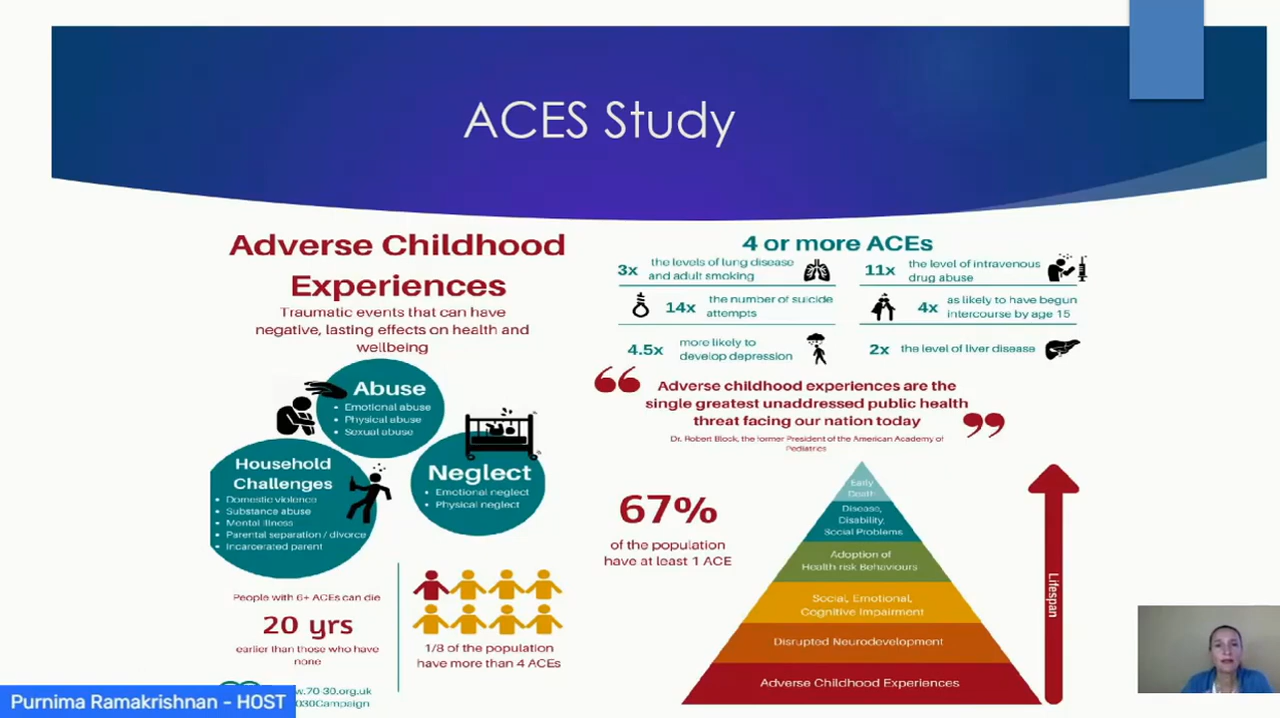 ACES Study
Adverse Childhood
Experiences
Traumatic events that can have
negative, lasting effects on health and
wellbeing
Abuse
• Emotional abuse
• Physical abuse
• Sexual abuse
Household
Challenges
• Domestic violence
• Substance abuse
• Mental illness
• Parental separation / divorce
• Incarcerated parent
Neglect
• Emotional neglect
• Physical neglect
People with 6+ ACEs can die
20 yrs
earlier than those who have
none
1/8 of the population
have more than 4 ACEs
4 or more ACEs
3x
the levels of lung disease
and adult smoking
11x
the level of intravenous
drug abuse
14x
the number of suicide
attempts
4x
as likely to have begun
intercourse by age 15
4.5x
more likely to
develop depression
2x
the level of liver disease
“
Adverse childhood experiences are the
single greatest unaddressed public health
threat facing our nation today
”
Dr. Robert Block, the former President of the American Academy of
Pediatrics
67%
of the population
have at least 1 ACE
Early
Death
Disease,
Disability,
Social Problems
Adoption of
Health-risk Behaviours
Social, Emotional,
Cognitive Impairment
Disrupted Neurodevelopment
Adverse Childhood Experiences
Lifespan
w.70-30.org.uk
030Campaign
Purnima Ramakrishnan - HOST